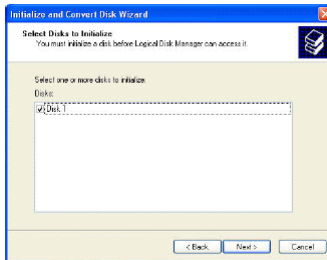 Initialize and Convert Disk Wizard
Select Disks to Initialize
You must initialize a disk before Logical Disk Manager can access it.
Select one or more disks to initialize
Disks:
Disk 1
< Back
Next >
Cancel